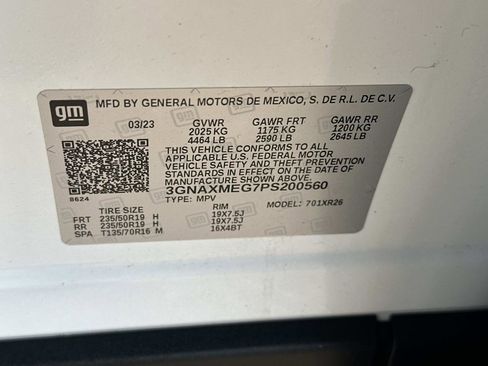 gm
MFD BY GENERAL MOTORS DE MEXICO, S. DE R.L. DE C.V.
03/23 GVWR GAWR FRT GAWR RR
2025 KG 1175 KG 1200 KG
4464 LB 2590 LB 2645 LB
THIS VEHICLE CONFORMS TO ALL
APPLICABLE U.S. FEDERAL MOTOR
VEHICLE SAFETY AND THEFT PREVENTION
STANDARDS IN EFFECT ON THE DATE
OF MANUFACTURE SHOWN ABOVE.
8624 3GNAXMEG7PS200560
TYPE: MPV MODEL: 701XR26
TIRE SIZE RIM
FRT 235/50R19 H 19X7.5J
RR 235/50R19 H 19X7.5J
SPA T135/70R16 M 16X4BT